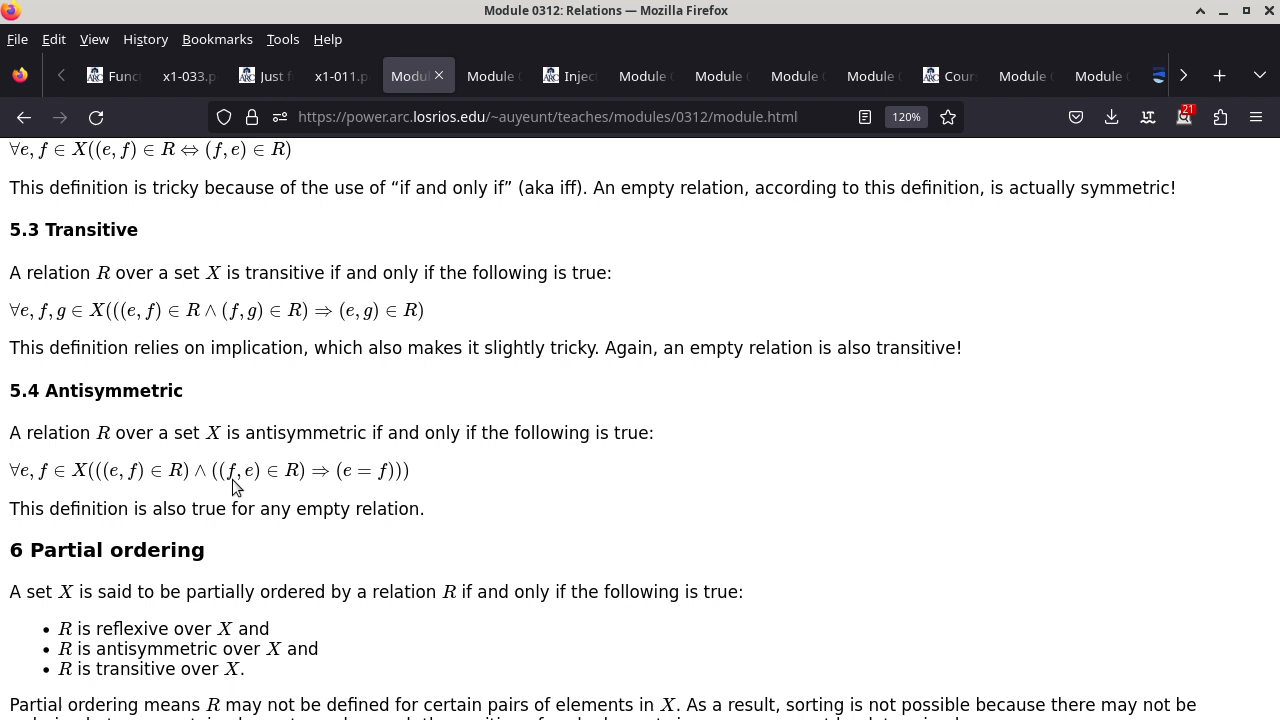 Module 0312: Relations — Mozilla Firefox
File Edit View History Bookmarks Tools Help
Func x1-033.p Just f x1-011.p Modul Module Inject Module Module Module Module Cour Module Module
https://power.arc.losrios.edu/~auyeunt/teaches/modules/0312/module.html 120% 21
∀e, f ∈ X((e, f) ∈ R ⇔ (f, e) ∈ R)
This definition is tricky because of the use of “if and only if” (aka iff). An empty relation, according to this definition, is actually symmetric!
5.3 Transitive
A relation R over a set X is transitive if and only if the following is true:
∀e, f, g ∈ X(((e, f) ∈ R ∧ (f, g) ∈ R) ⇒ (e, g) ∈ R)
This definition relies on implication, which also makes it slightly tricky. Again, an empty relation is also transitive!
5.4 Antisymmetric
A relation R over a set X is antisymmetric if and only if the following is true:
∀e, f ∈ X(((e, f) ∈ R) ∧ ((f, e) ∈ R) ⇒ (e = f)))
This definition is also true for any empty relation.
6 Partial ordering
A set X is said to be partially ordered by a relation R if and only if the following is true:
• R is reflexive over X and
• R is antisymmetric over X and
• R is transitive over X.
Partial ordering means R may not be defined for certain pairs of elements in X. As a result, sorting is not possible because there may not be